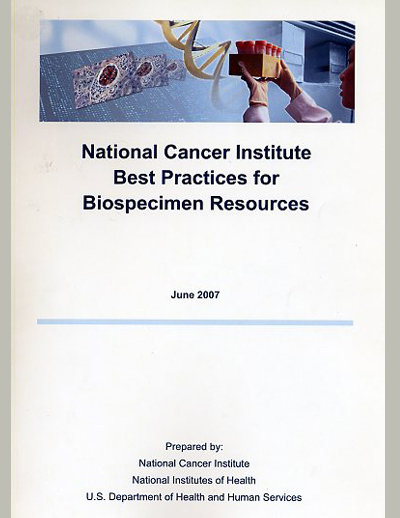 National Cancer Institute
Best Practices for
Biospecimen Resources
June 2007
Prepared by:
National Cancer Institute
National Institutes of Health
U.S. Department of Health and Human Services